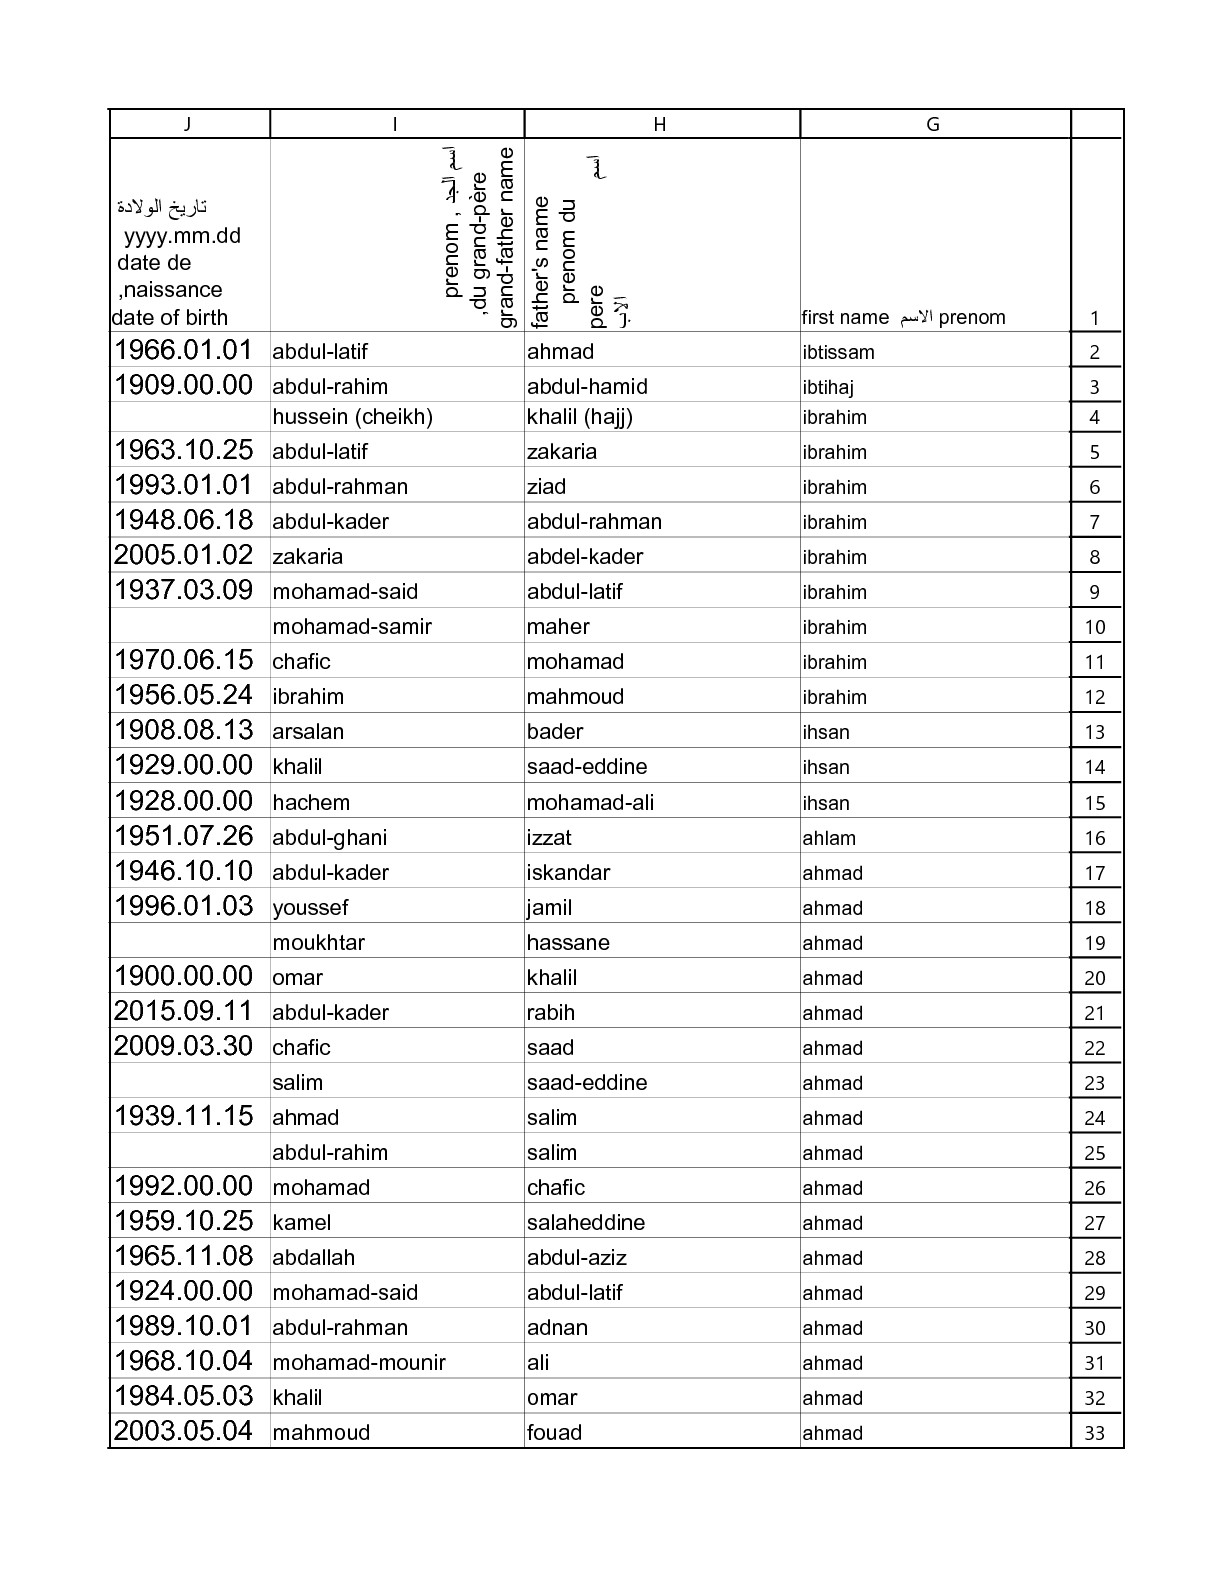 J I H G
تاريخ الولادة
yyyy.mm.dd
date de
,naissance
date of birth
prenom , اسم الجد
,du grand-père
grand-father name
father's name
prenom du
pere اسم
الاب
first name الاسم prenom 1
1966.01.01 abdul-latif ahmad ibtissam 2
1909.00.00 abdul-rahim abdul-hamid ibtihaj 3
hussein (cheikh) khalil (hajj) ibrahim 4
1963.10.25 abdul-latif zakaria ibrahim 5
1993.01.01 abdul-rahman ziad ibrahim 6
1948.06.18 abdul-kader abdul-rahman ibrahim 7
2005.01.02 zakaria abdel-kader ibrahim 8
1937.03.09 mohamad-said abdul-latif ibrahim 9
mohamad-samir maher ibrahim 10
1970.06.15 chafic mohamad ibrahim 11
1956.05.24 ibrahim mahmoud ibrahim 12
1908.08.13 arsalan bader ihsan 13
1929.00.00 khalil saad-eddine ihsan 14
1928.00.00 hachem mohamad-ali ihsan 15
1951.07.26 abdul-ghani izzat ahlam 16
1946.10.10 abdul-kader iskandar ahmad 17
1996.01.03 youssef jamil ahmad 18
moukhtar hassane ahmad 19
1900.00.00 omar khalil ahmad 20
2015.09.11 abdul-kader rabih ahmad 21
2009.03.30 chafic saad ahmad 22
salim saad-eddine ahmad 23
1939.11.15 ahmad salim ahmad 24
abdul-rahim salim ahmad 25
1992.00.00 mohamad chafic ahmad 26
1959.10.25 kamel salaheddine ahmad 27
1965.11.08 abdallah abdul-aziz ahmad 28
1924.00.00 mohamad-said abdul-latif ahmad 29
1989.10.01 abdul-rahman adnan ahmad 30
1968.10.04 mohamad-mounir ali ahmad 31
1984.05.03 khalil omar ahmad 32
2003.05.04 mahmoud fouad ahmad 33